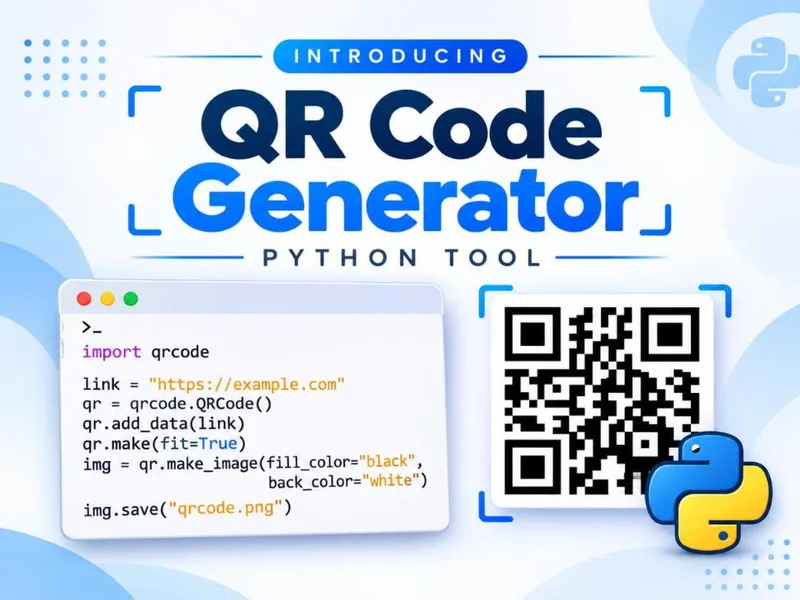 INTRODUCING
QR Code
Generator
PYTHON TOOL
>_
import qrcode
link = "https://example.com"
qr = qrcode.QRCode()
qr.add_data(link)
qr.make(fit=True)
img = qr.make_image(fill_color="black",
back_color="white")
img.save("qrcode.png")